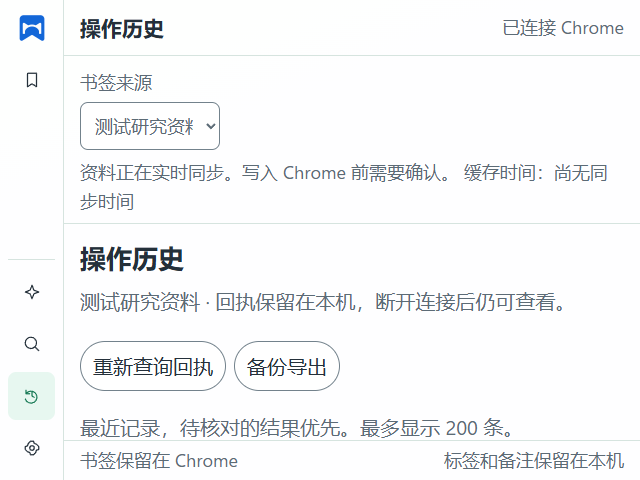 操作历史
已连接 Chrome
书签来源
测试研究资料
资料正在实时同步。写入 Chrome 前需要确认。 缓存时间：尚无同
步时间
操作历史
测试研究资料 · 回执保留在本机，断开连接后仍可查看。
重新查询回执
备份导出
最近记录，待核对的结果优先。最多显示 200 条。
书签保留在 Chrome
标签和备注保留在本机